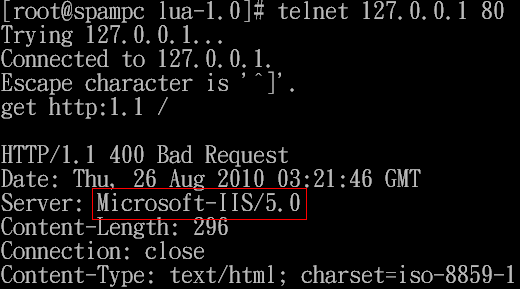 [root@spampc lua-1.0]# telnet 127.0.0.1 80
Trying 127.0.0.1...
Connected to 127.0.0.1.
Escape character is '^]'.
get http:1.1 /
HTTP/1.1 400 Bad Request
Date: Thu, 26 Aug 2010 03:21:46 GMT
Server: Microsoft-IIS/5.0
Content-Length: 296
Connection: close
Content-Type: text/html; charset=iso-8859-1